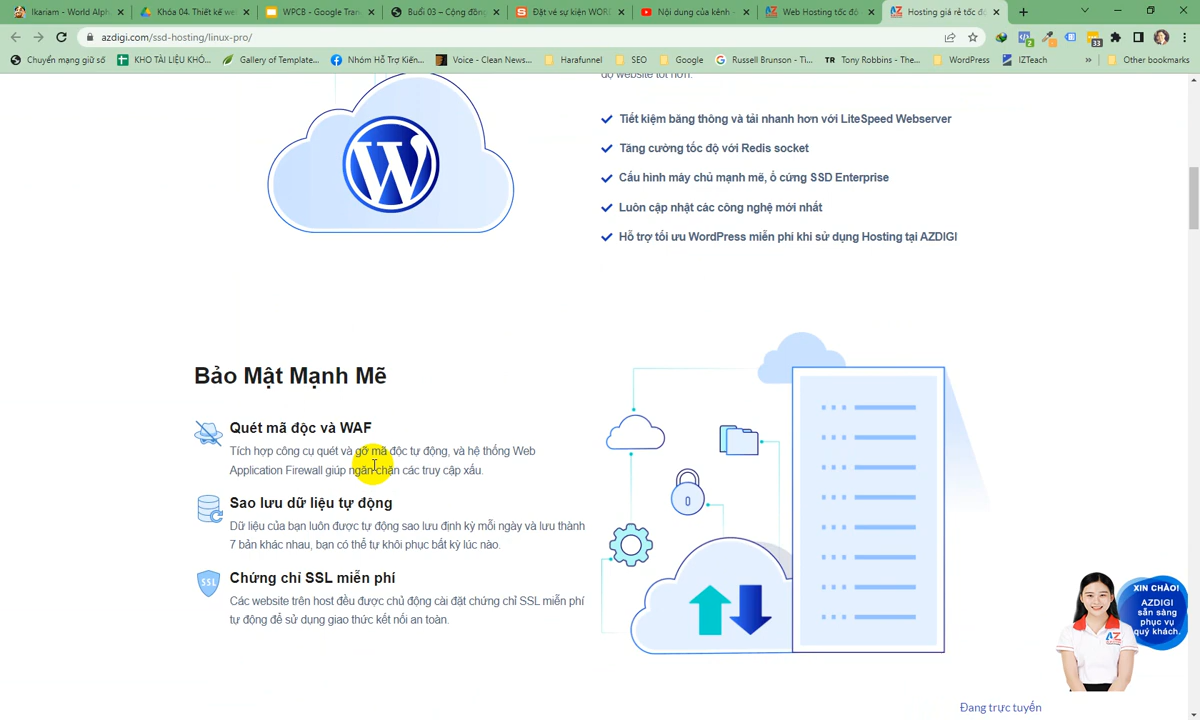 Ikariam - World Alph
Khóa 04. Thiết kế we
WPCB - Google Tran
Buổi 03 – Cộng đồng
Đặt vé sự kiện WOR
Nội dung của kênh -
Web Hosting tốc độ
Hosting giá rẻ tốc độ
azdigi.com/ssd-hosting/linux-pro/
Chuyển mạng giữ số
KHO TÀI LIỆU KHÓ...
Gallery of Template...
Nhóm Hỗ Trợ Kiến...
Voice - Clean News...
Harafunnel
SEO
Google
Russell Brunson - Ti...
TR Tony Robbins - The...
WordPress
IZTeach
»
Other bookmarks
độ website tốt hơn.
Tiết kiệm băng thông và tải nhanh hơn với LiteSpeed Webserver
Tăng cường tốc độ với Redis socket
Cấu hình máy chủ mạnh mẽ, ổ cứng SSD Enterprise
Luôn cập nhật các công nghệ mới nhất
Hỗ trợ tối ưu WordPress miễn phí khi sử dụng Hosting tại AZDIGI
Bảo Mật Mạnh Mẽ
Quét mã độc và WAF
Tích hợp công cụ quét và gỡ mã độc tự động, và hệ thống Web
Application Firewall giúp ngăn chặn các truy cập xấu.
Sao lưu dữ liệu tự động
Dữ liệu của bạn luôn được tự động sao lưu định kỳ mỗi ngày và lưu thành
7 bản khác nhau, bạn có thể tự khôi phục bất kỳ lúc nào.
SSL
Chứng chỉ SSL miễn phí
Các website trên host đều được chủ động cài đặt chứng chỉ SSL miễn phí
tự động để sử dụng giao thức kết nối an toàn.
XIN CHÀO!
AZDIGI
sẵn sàng
phục vụ
quý khách.
AZ
Đang trực tuyến